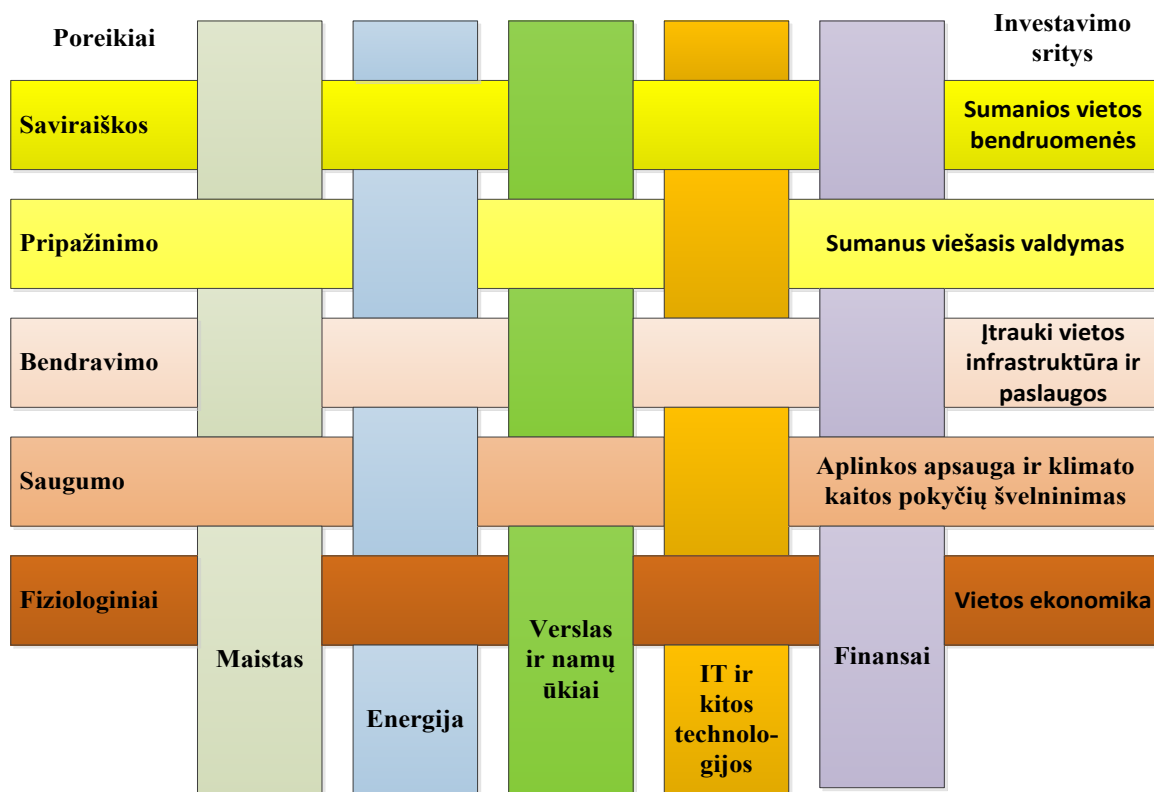 Poreikiai
Investavimo
sritys
Saviraiškos
Sumanios vietos
bendruomenės
Pripažinimo
Sumanus viešasis valdymas
Bendravimo
Įtrauki vietos
infrastruktūra ir
paslaugos
Saugumo
Aplinkos apsauga ir klimato
kaitos pokyčių švelninimas
Fiziologiniai
Vietos ekonomika
Maistas
Energija
Verslas
ir namų
ūkiai
IT ir
kitos
technolo-
gijos
Finansai